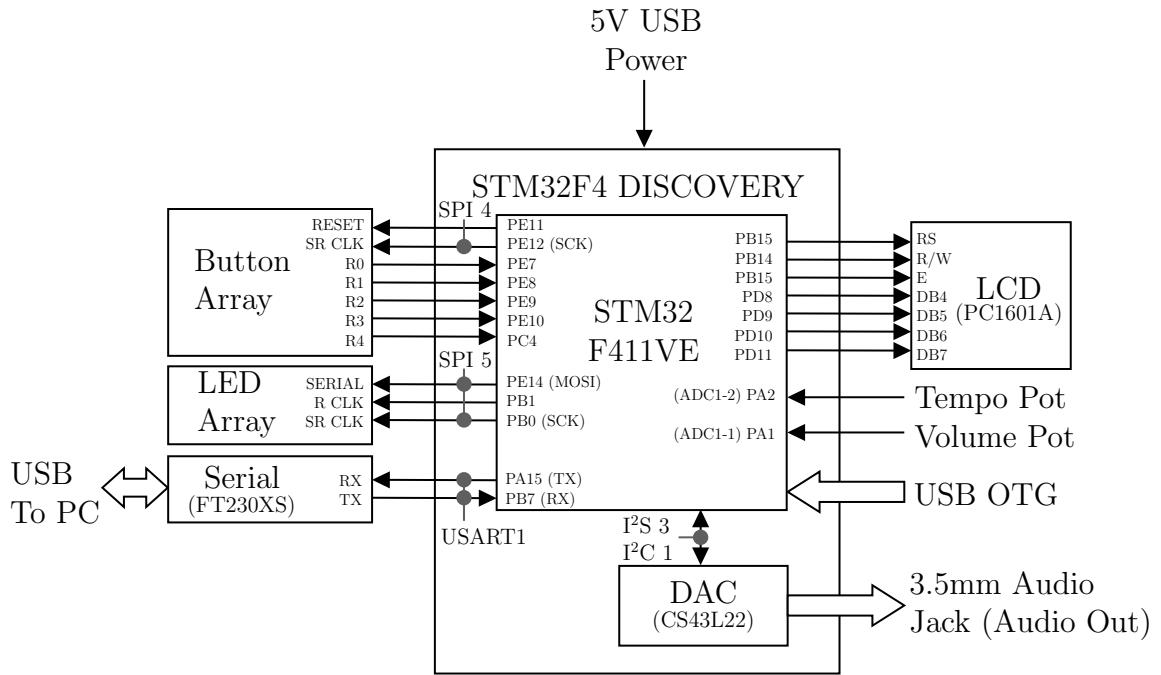 5V USB
Power
STM32F4 DISCOVERY
SPI 4
Button
Array
RESET
SR CLK
R0
R1
R2
R3
R4
PE11
PE12 (SCK)
PE7
PE8
PE9
PE10
PC4
STM32
F411VE
PB15
PB14
PB15
PD8
PD9
PD10
PD11
RS
R/W
E
DB4
DB5
DB6
DB7
LCD
(PC1601A)
SPI 5
LED
Array
SERIAL
R CLK
SR CLK
PE14 (MOSI)
PB1
PB0 (SCK)
(ADC1-2) PA2
(ADC1-1) PA1
Tempo Pot
Volume Pot
USB
To PC
Serial
(FT230XS)
RX
TX
PA15 (TX)
PB7 (RX)
USART1
USB OTG
I²S 3
I²C 1
DAC
(CS43L22)
3.5mm Audio
Jack (Audio Out)